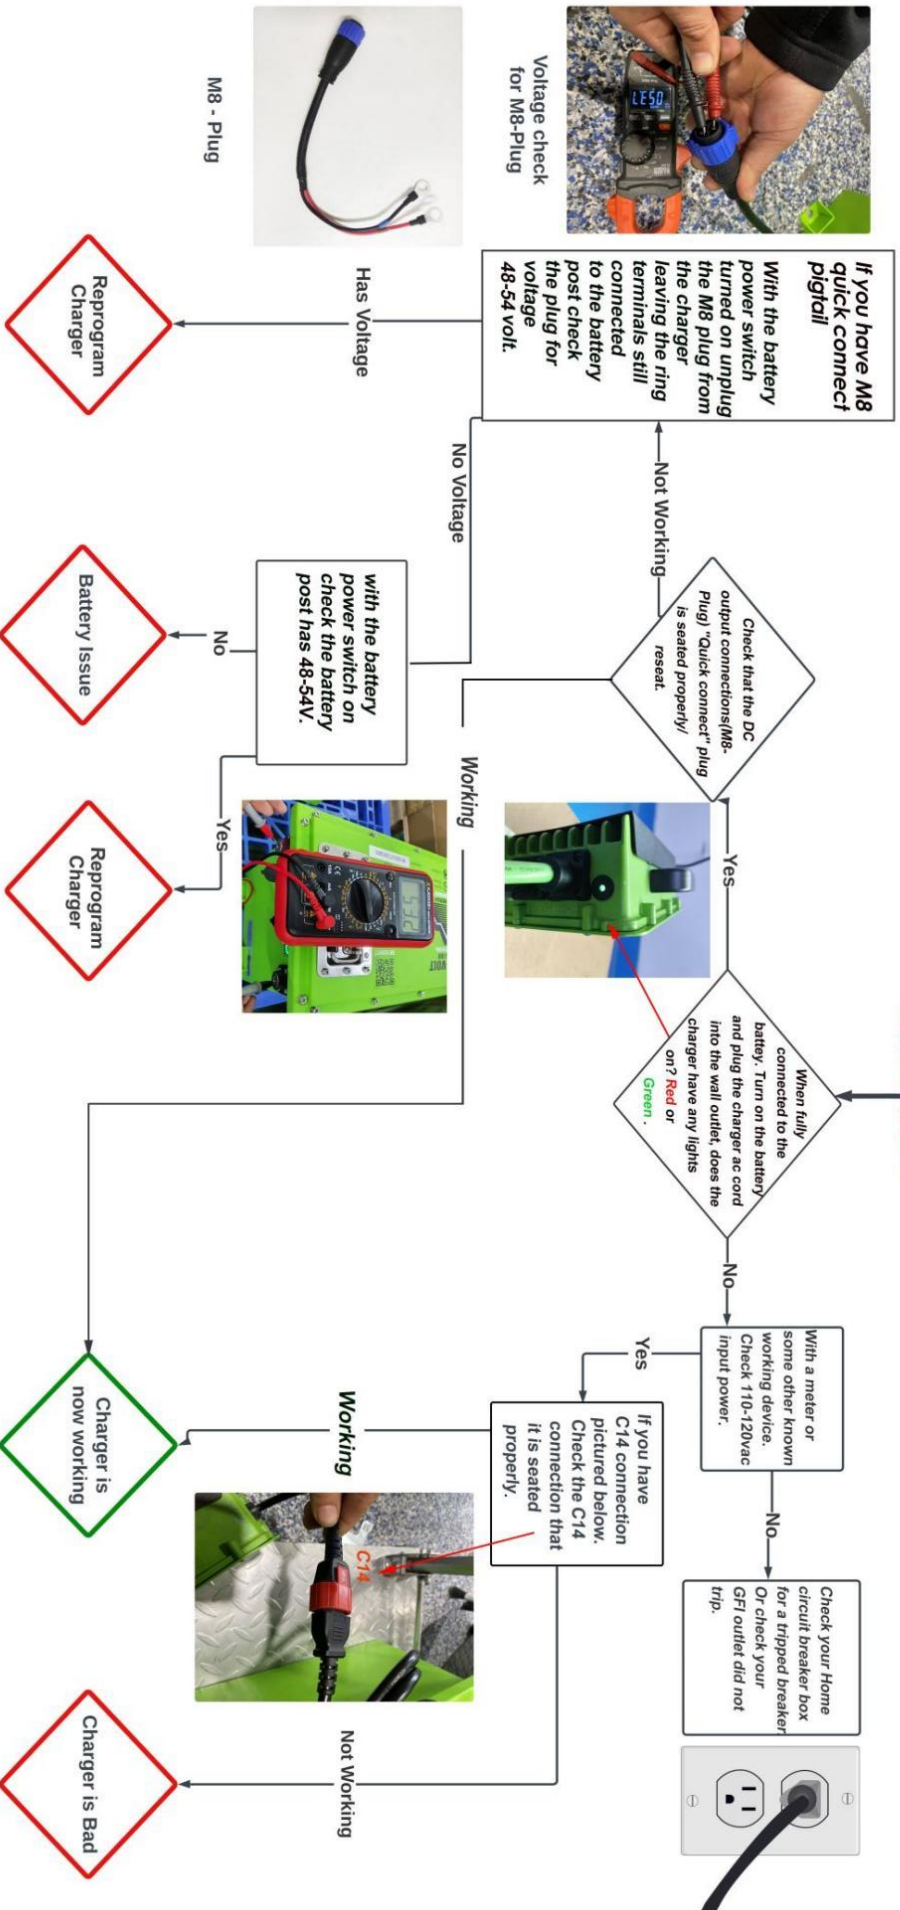 When fully
connected to the
battey. Turn on the battery
and plug the charger ac cord
into the wall outlet, does the
charger have any lights
on? Red or
Green .
Yes
No
Check that the DC
output connections(M8-
Plug) "Quick connect" plug
is seated properly/
reseat.
Not Working
Working
If you have M8
quick connect
pigtail
With the battery
power switch
turned on unplug
the M8 plug from
the charger
leaving the ring
terminals still
connected
to the battery
post check
the plug for
voltage
48-54 volt.
Voltage check
for M8-Plug
M8 - Plug
Has Voltage
No Voltage
Reprogram
Charger
with the battery
power switch on
check the battery
post has 48-54V.
No
Yes
Battery Issue
Reprogram
Charger
532
VOLT
With a meter or
some other known
working device.
Check 110-120vac
input power.
Yes
No
Check your Home
circuit breaker box
for a tripped breaker.
Or check your
GFI outlet did not
trip.
If you have
C14 connection
pictured below.
Check the C14
connection that
it is seated
properly.
C14
Working
Not Working
Charger is
now working
Charger is Bad